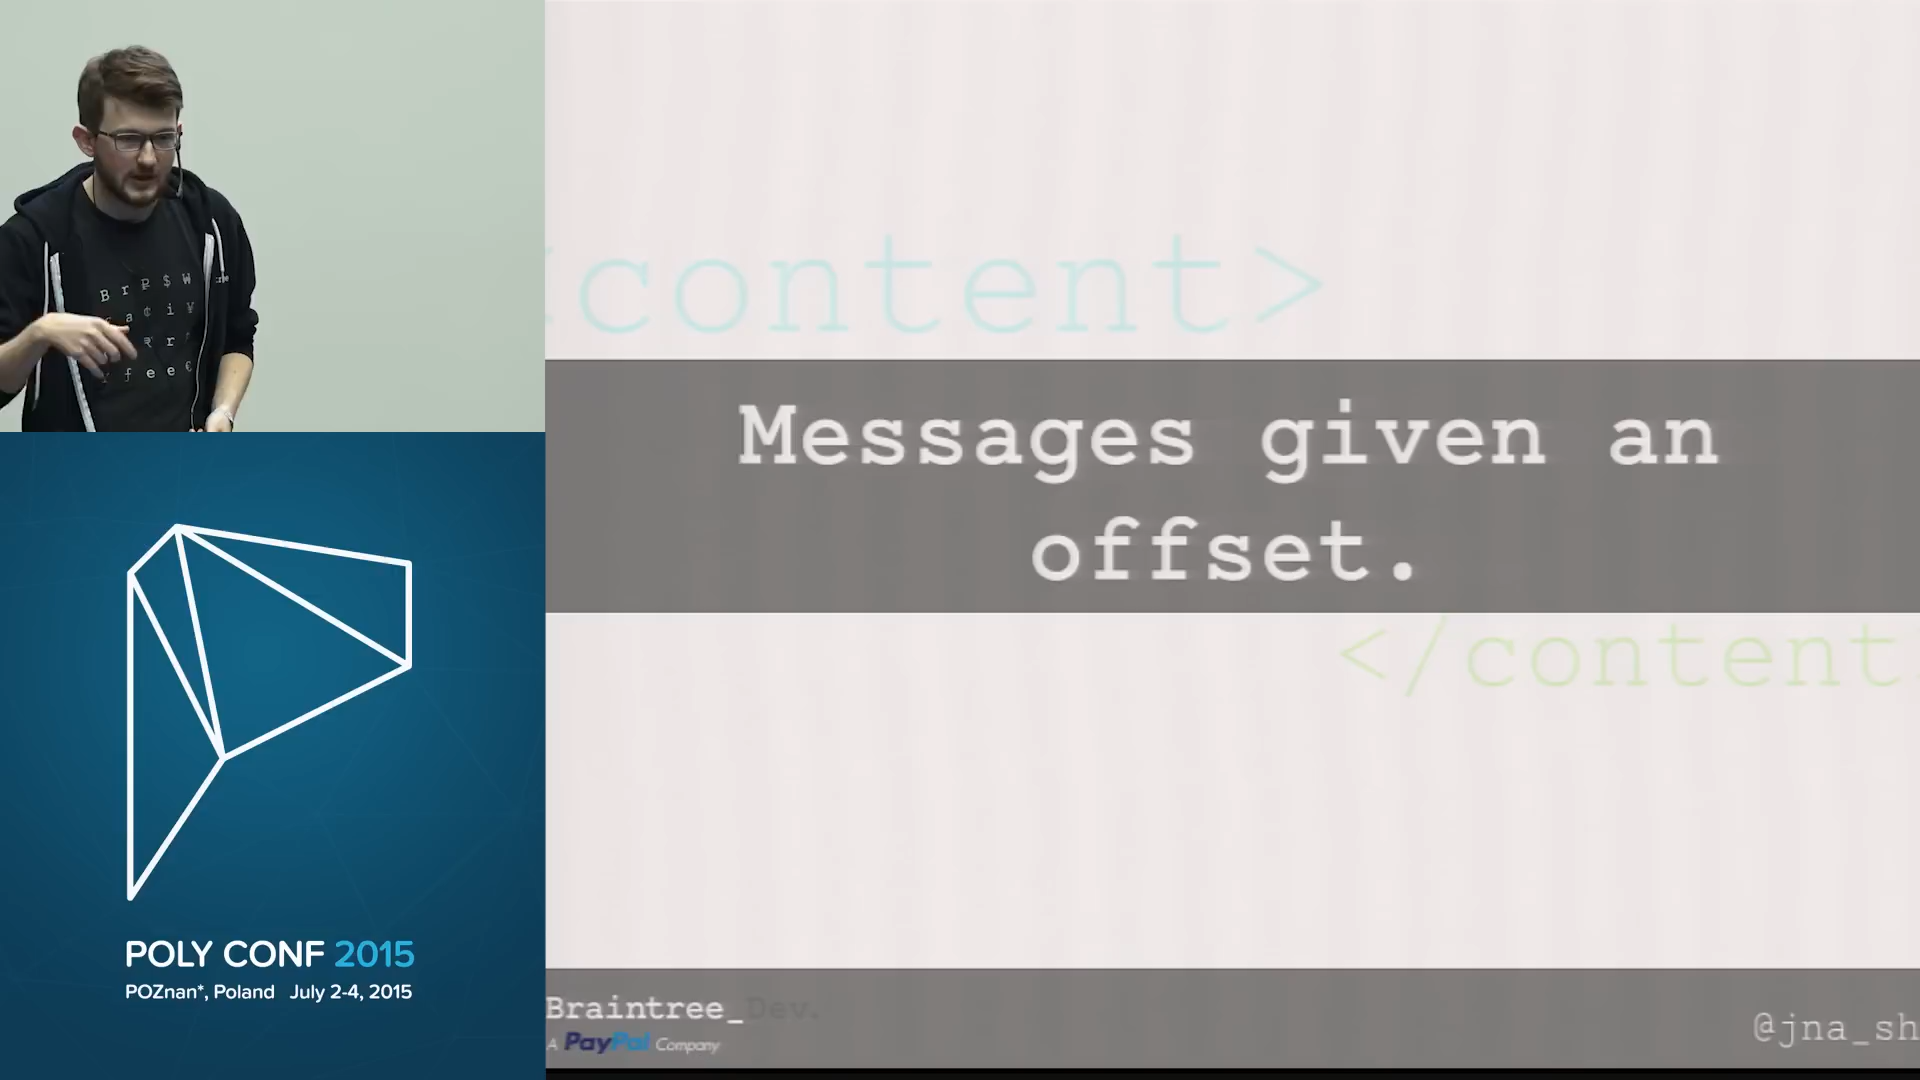 <content>
Messages given an
offset.
</content
Braintree_Dev.
A PayPal Company
@jna_sh
POLY CONF 2015
POZnan*, Poland July 2-4, 2015